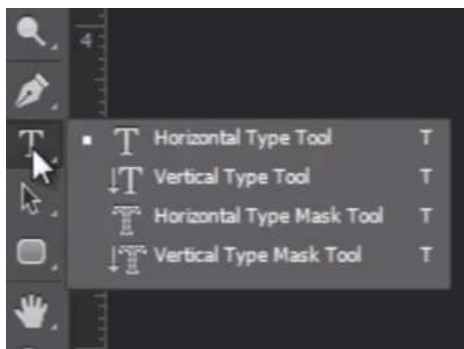 4
Horizontal Type Tool T
Vertical Type Tool T
Horizontal Type Mask Tool T
Vertical Type Mask Tool T